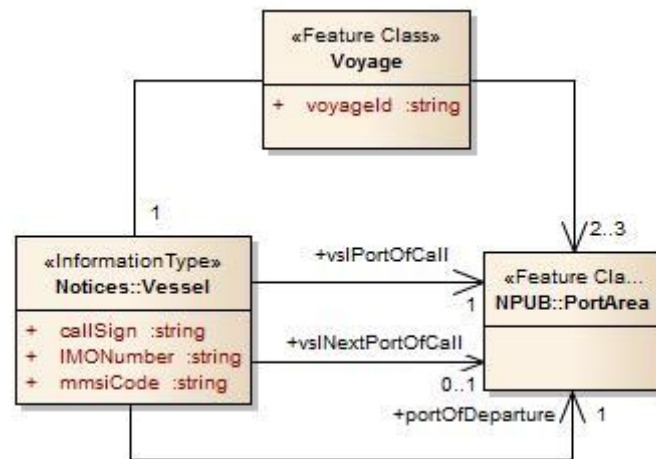 «Feature Class»
Voyage
+ voyageId :string
1
2..3
«InformationType»
Notices::Vessel
+ callSign :string
+ IMONumber :string
+ mmsiCode :string
+vslPortOfCall
1
+vslNextPortOfCall
0..1
«Feature Cla...
NPUB::PortArea
+portOfDeparture
1